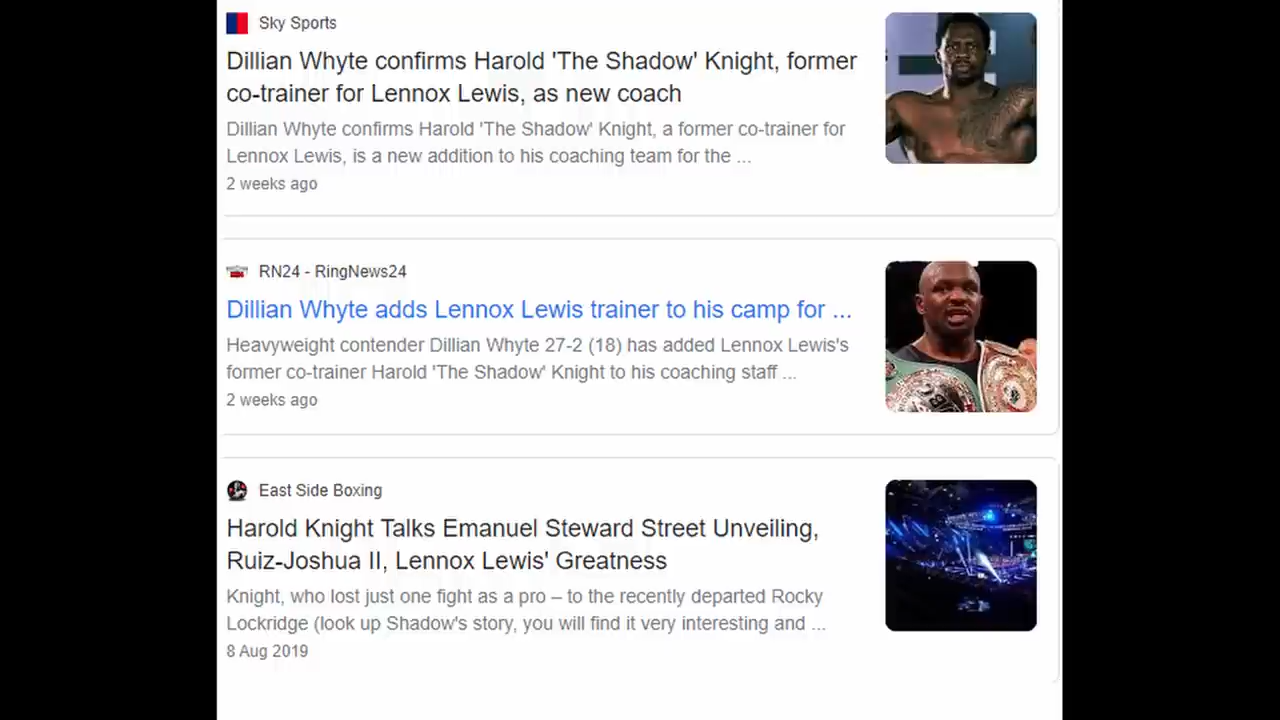 Sky Sports
Dillian Whyte confirms Harold 'The Shadow' Knight, former
co-trainer for Lennox Lewis, as new coach
Dillian Whyte confirms Harold 'The Shadow' Knight, a former co-trainer for
Lennox Lewis, is a new addition to his coaching team for the ...
2 weeks ago
RN24 - RingNews24
Dillian Whyte adds Lennox Lewis trainer to his camp for ...
Heavyweight contender Dillian Whyte 27-2 (18) has added Lennox Lewis's
former co-trainer Harold 'The Shadow' Knight to his coaching staff ...
2 weeks ago
East Side Boxing
Harold Knight Talks Emanuel Steward Street Unveiling,
Ruiz-Joshua II, Lennox Lewis' Greatness
Knight, who lost just one fight as a pro – to the recently departed Rocky
Lockridge (look up Shadow's story, you will find it very interesting and ...
8 Aug 2019